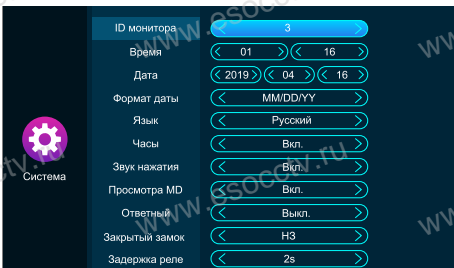 ID монитора 3
Время 01 16
Дата 2019 04 16
Формат даты MM/DD/YY
Язык Русский
Часы Вкл.
Звук нажатия Вкл.
Система
Просмотра MD Вкл.
Ответный Выкл.
Закрытый замок НЗ
Задержка реле 2s
www.esocctv.ru